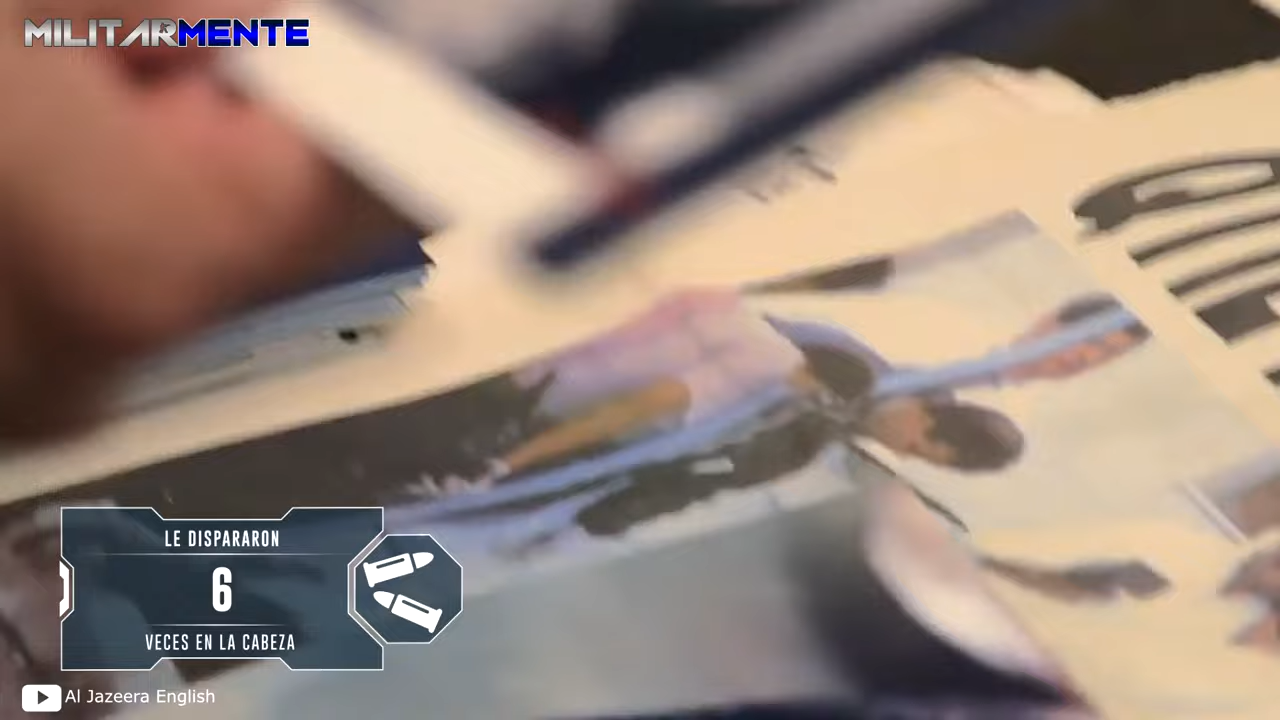 MILITARMENTE
LE DISPARARON
6
VECES EN LA CABEZA
Al Jazeera English